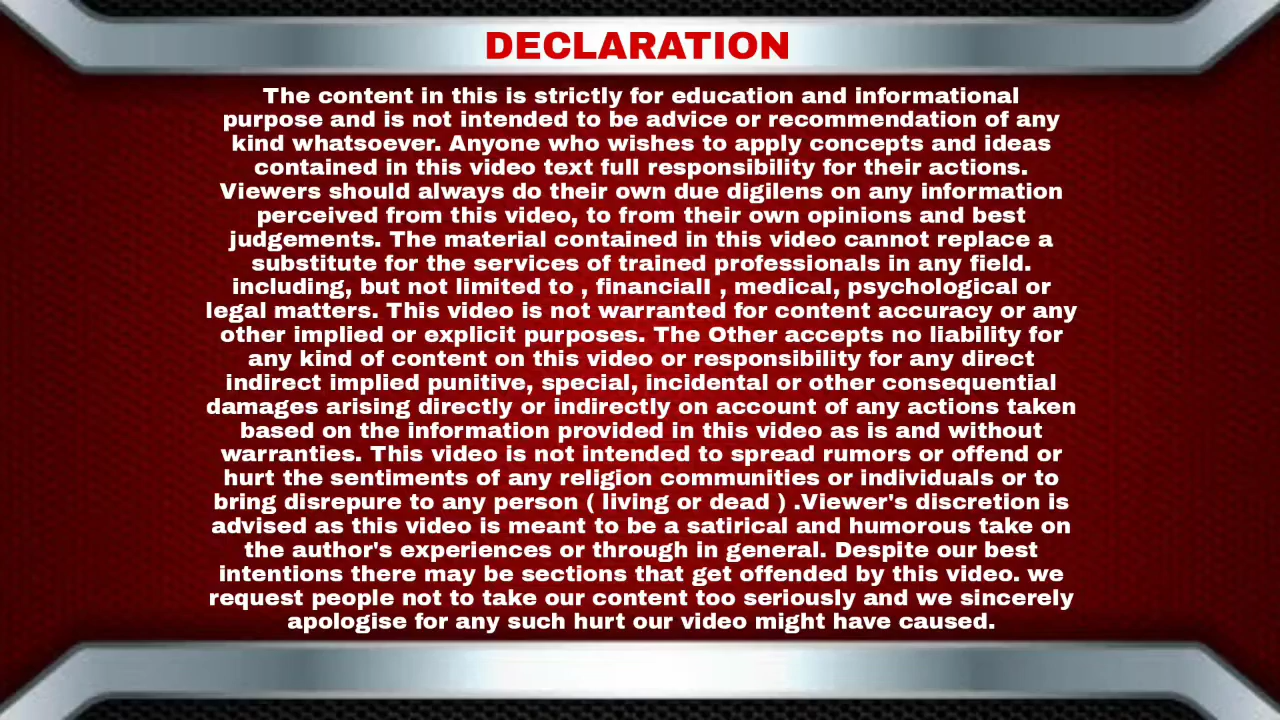 DECLARATION
The content in this is strictly for education and informational
purpose and is not intended to be advice or recommendation of any
kind whatsoever. Anyone who wishes to apply concepts and ideas
contained in this video text full responsibility for their actions.
Viewers should always do their own due digilens on any information
perceived from this video, to from their own opinions and best
judgements. The material contained in this video cannot replace a
substitute for the services of trained professionals in any field.
including, but not limited to , financiall , medical, psychological or
legal matters. This video is not warranted for content accuracy or any
other implied or explicit purposes. The Other accepts no liability for
any kind of content on this video or responsibility for any direct
indirect implied punitive, special, incidental or other consequential
damages arising directly or indirectly on account of any actions taken
based on the information provided in this video as is and without
warranties. This video is not intended to spread rumors or offend or
hurt the sentiments of any religion communities or individuals or to
bring disrepure to any person ( living or dead ) .Viewer's discretion is
advised as this video is meant to be a satirical and humorous take on
the author's experiences or through in general. Despite our best
intentions there may be sections that get offended by this video. we
request people not to take our content too seriously and we sincerely
apologise for any such hurt our video might have caused.